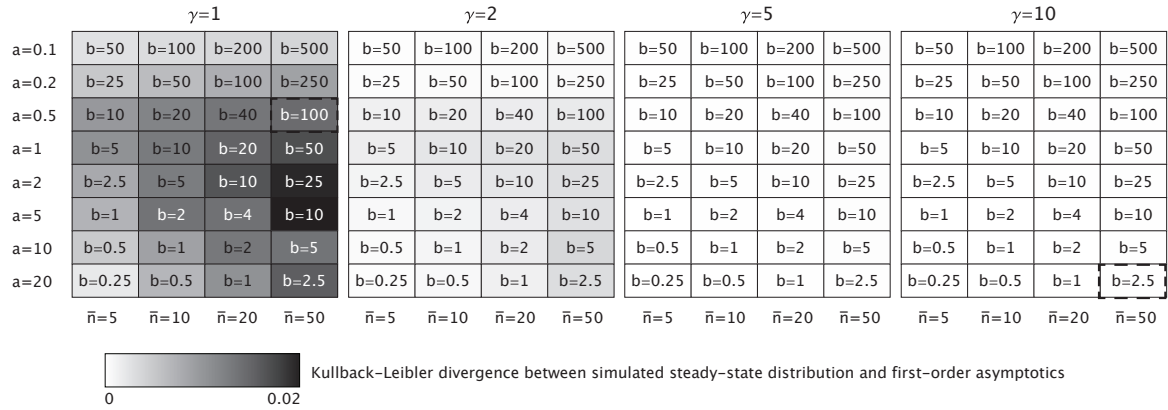 γ=1 γ=2 γ=5 γ=10
a=0.1 b=50 b=100 b=200 b=500 b=50 b=100 b=200 b=500 b=50 b=100 b=200 b=500 b=50 b=100 b=200 b=500
a=0.2 b=25 b=50 b=100 b=250 b=25 b=50 b=100 b=250 b=25 b=50 b=100 b=250 b=25 b=50 b=100 b=250
a=0.5 b=10 b=20 b=40 b=100 b=10 b=20 b=40 b=100 b=10 b=20 b=40 b=100 b=10 b=20 b=40 b=100
a=1 b=5 b=10 b=20 b=50 b=5 b=10 b=20 b=50 b=5 b=10 b=20 b=50 b=5 b=10 b=20 b=50
a=2 b=2.5 b=5 b=10 b=25 b=2.5 b=5 b=10 b=25 b=2.5 b=5 b=10 b=25 b=2.5 b=5 b=10 b=25
a=5 b=1 b=2 b=4 b=10 b=1 b=2 b=4 b=10 b=1 b=2 b=4 b=10 b=1 b=2 b=4 b=10
a=10 b=0.5 b=1 b=2 b=5 b=0.5 b=1 b=2 b=5 b=0.5 b=1 b=2 b=5 b=0.5 b=1 b=2 b=5
a=20 b=0.25 b=0.5 b=1 b=2.5 b=0.25 b=0.5 b=1 b=2.5 b=0.25 b=0.5 b=1 b=2.5 b=0.25 b=0.5 b=1 b=2.5
n̄=5 n̄=10 n̄=20 n̄=50 n̄=5 n̄=10 n̄=20 n̄=50 n̄=5 n̄=10 n̄=20 n̄=50 n̄=5 n̄=10 n̄=20 n̄=50
Kullback-Leibler divergence between simulated steady-state distribution and first-order asymptotics
0 0.02